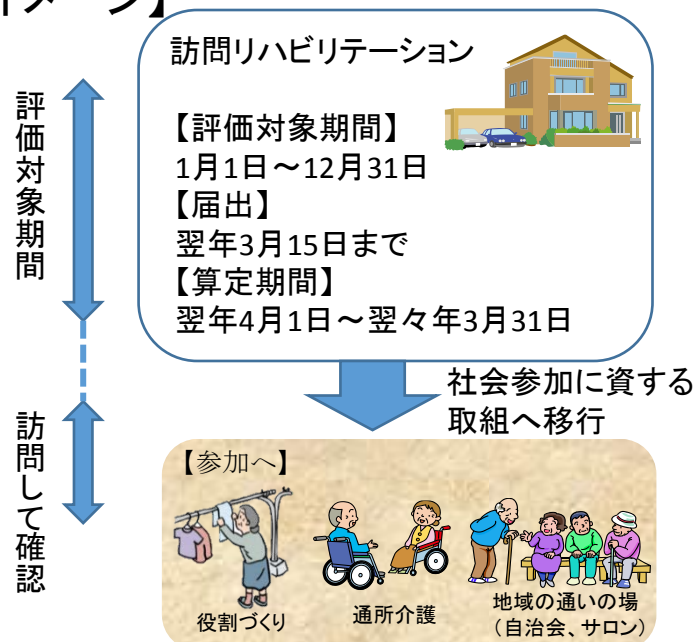 イメージ】
訪問リハビリテーション
【評価対象期間】
1月1日～12月31日
【届出】
翌年3月15日まで
【算定期間】
翌年4月1日～翌々年3月31日
評価対象期間
社会参加に資する
取組へ移行
訪問して確認
【参加へ】
役割づくり
通所介護
地域の通いの場
（自治会、サロン）